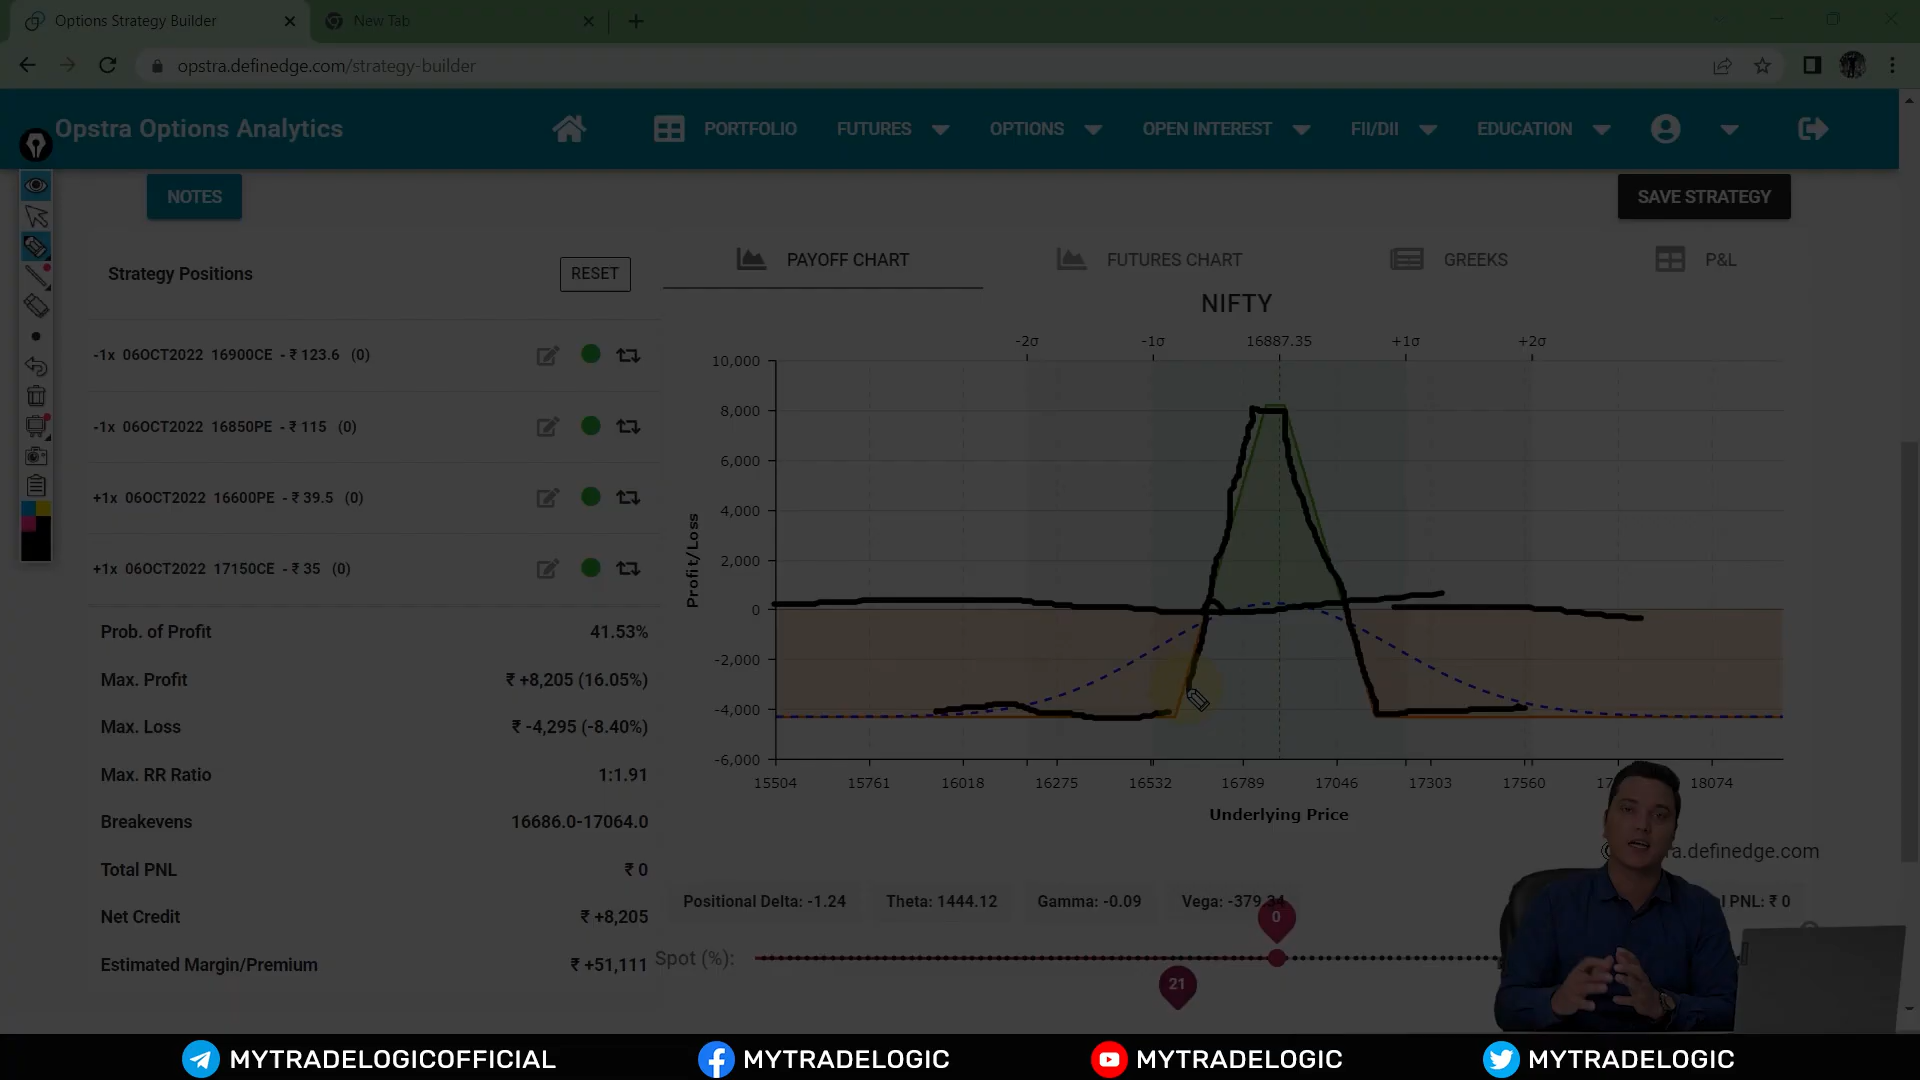 Options Strategy Builder
New Tab
opstra.definedge.com/strategy-builder
Opstra Options Analytics
PORTFOLIO
FUTURES
OPTIONS
OPEN INTEREST
FII/DII
EDUCATION
NOTES
SAVE STRATEGY
Strategy Positions
RESET
PAYOFF CHART
FUTURES CHART
GREEKS
P&L
NIFTY
-1x 06OCT2022 16900CE - ₹ 123.6 (0)
-1x 06OCT2022 16850PE - ₹ 115 (0)
+1x 06OCT2022 16600PE - ₹ 39.5 (0)
+1x 06OCT2022 17150CE - ₹ 35 (0)
Prob. of Profit 41.53%
Max. Profit ₹ +8,205 (16.05%)
Max. Loss ₹ -4,295 (-8.40%)
Max. RR Ratio 1:1.91
Breakevens 16686.0-17064.0
Total PNL ₹ 0
Net Credit ₹ +8,205
Estimated Margin/Premium ₹ +51,111
-2σ -1σ 16887.35 +1σ +2σ
10,000
8,000
6,000
4,000
2,000
0
-2,000
-4,000
-6,000
Profit/Loss
15504 15761 16018 16275 16532 16789 17046 17303 17560 18074
Underlying Price
a.definedge.com
Positional Delta: -1.24
Theta: 1444.12
Gamma: -0.09
Vega: -379.34
l PNL: ₹ 0
0
Spot (%):
21
MYTRADELOGICOFFICIAL
MYTRADELOGIC
MYTRADELOGIC
MYTRADELOGIC